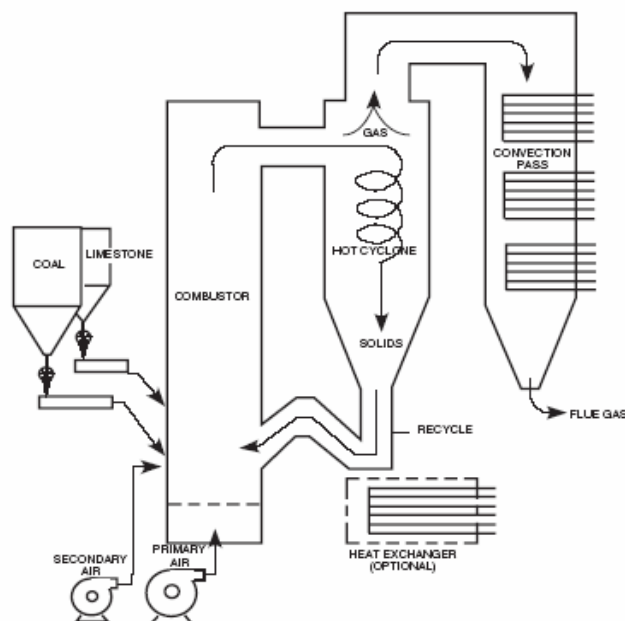 GAS
CONVECTION
PASS
COAL
LIMESTONE
HOT CYCLONE
COMBUSTOR
SOLIDS
FLUE GAS
RECYCLE
HEAT EXCHANGER
(OPTIONAL)
SECONDARY
AIR
PRIMARY
AIR